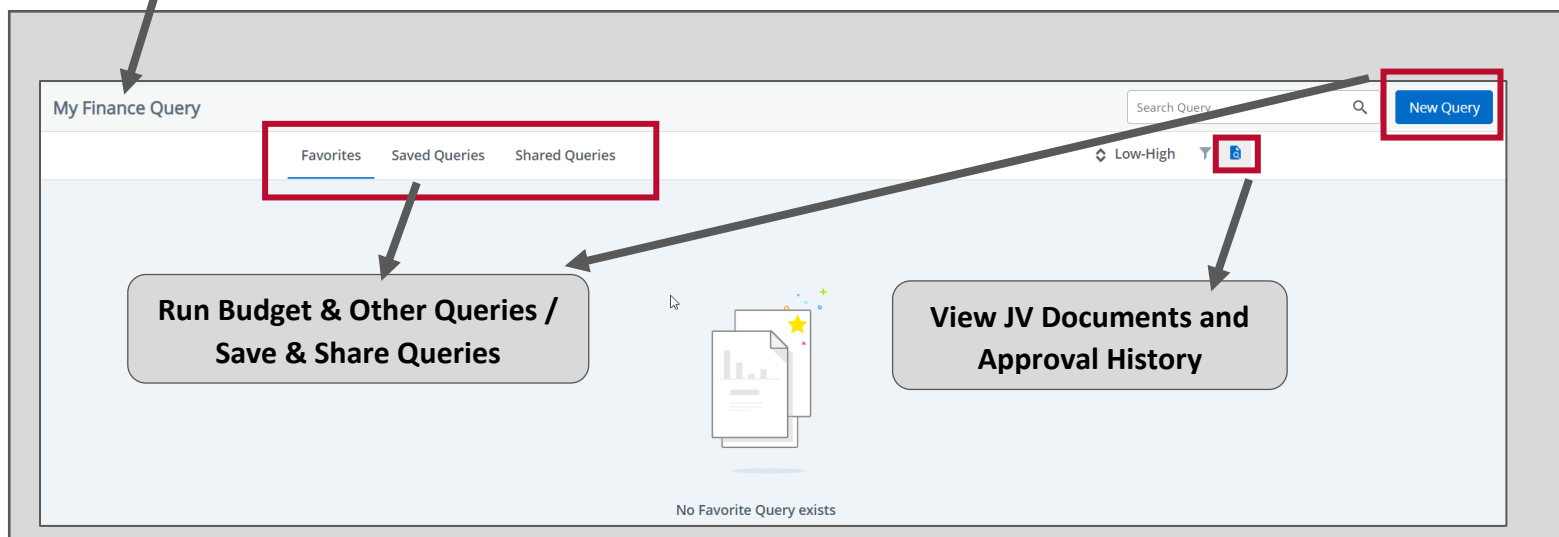 My Finance Query
Search Query
New Query
Favorites Saved Queries Shared Queries
Low-High
Run Budget & Other Queries /
Save & Share Queries
View JV Documents and
Approval History
No Favorite Query exists